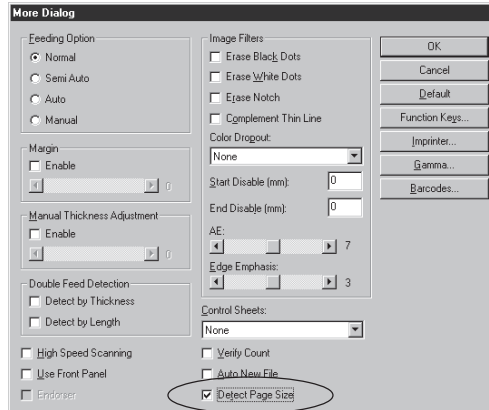 More Dialog
Feeding Option
Normal
Semi Auto
Auto
Manual
Margin
Enable
0
Manual Thickness Adjustment
Enable
0
Double Feed Detection
Detect by Thickness
Detect by Length
High Speed Scanning
Use Front Panel
Endorser
Image Filters
Erase Black Dots
Erase White Dots
Erase Notch
Complement Thin Line
Color Dropout:
None
Start Disable (mm): 0
End Disable (mm): 0
AE:
7
Edge Emphasis:
3
Control Sheets:
None
Verify Count
Auto New File
Detect Page Size
OK
Cancel
Default
Function Keys...
Imprinter...
Gamma...
Barcodes...